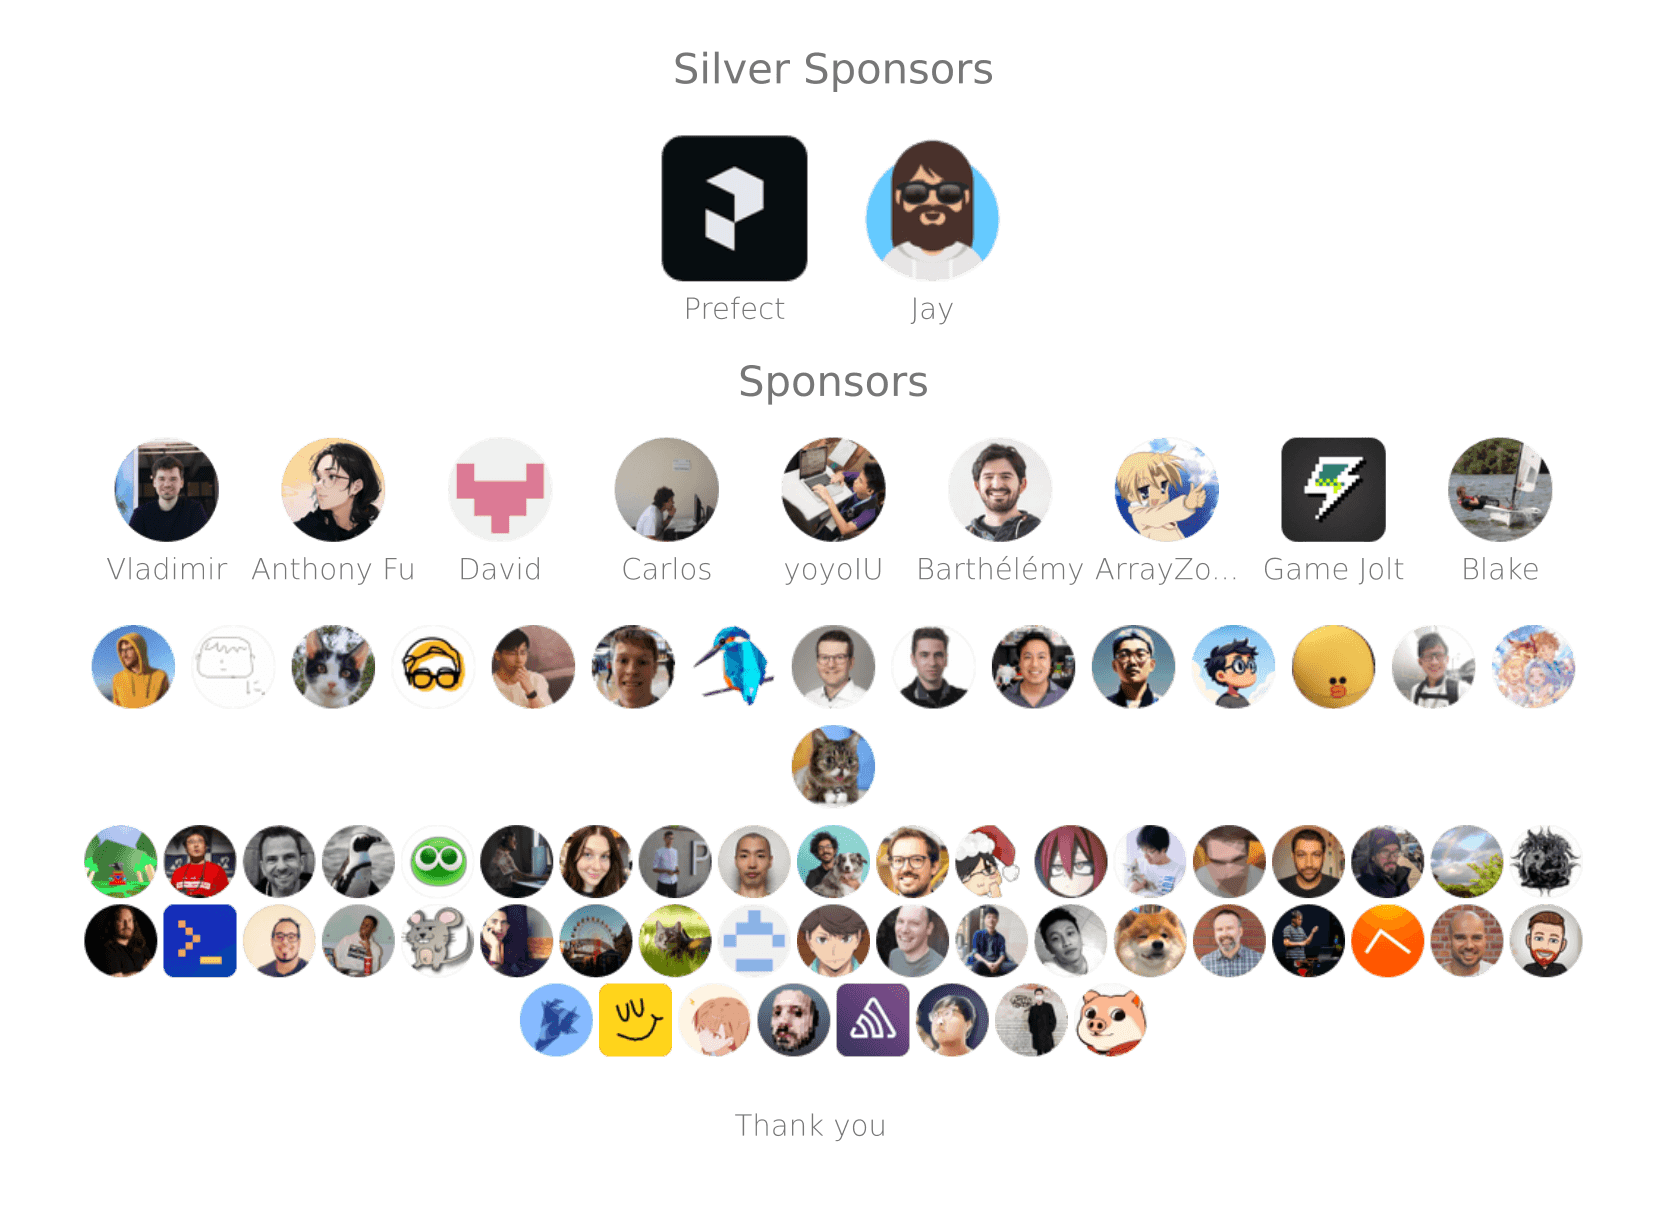 Silver Sponsors
Prefect
Jay
Sponsors
Vladimir
Anthony Fu
David
Carlos
yoyoIU
Barthélémy
ArrayZo...
Game Jolt
Blake
Thank you